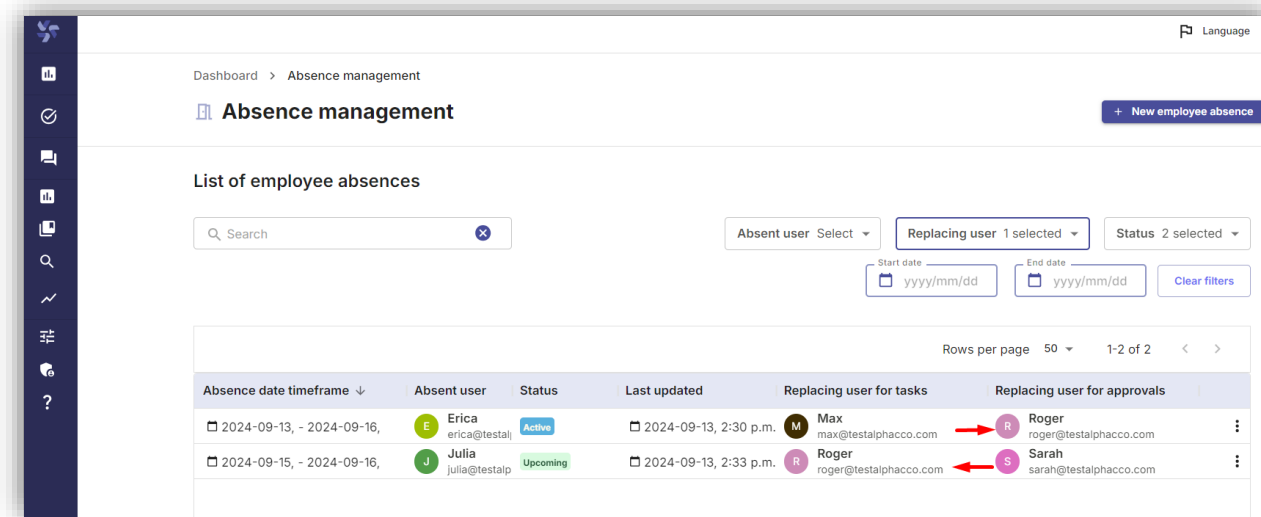 Language
Dashboard > Absence management
Absence management
+ New employee absence
List of employee absences
Search
Absent user Select
Replacing user 1 selected
Status 2 selected
Start date
yyyy/mm/dd
End date
yyyy/mm/dd
Clear filters
Rows per page 50 1-2 of 2 < >
Absence date timeframe ↓ Absent user Status Last updated Replacing user for tasks Replacing user for approvals
2024-09-13, - 2024-09-16, E Erica Active 2024-09-13, 2:30 p.m. M Max R Roger
erica@testalp max@testalphacco.com roger@testalphacco.com
2024-09-15, - 2024-09-16, J Julia Upcoming 2024-09-13, 2:33 p.m. R Roger S Sarah
julia@testalp roger@testalphacco.com sarah@testalphacco.com
?